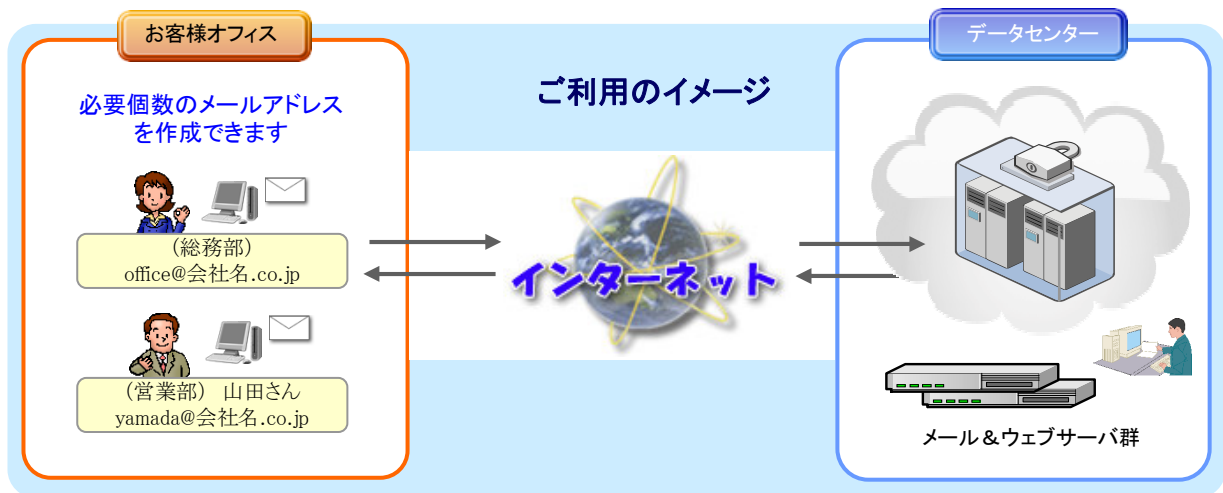 お客様オフィス
データセンター
ご利用のイメージ
必要個数のメールアドレス
を作成できます
(総務部)
office@会社名.co.jp
インターネット
(営業部) 山田さん
yamada@会社名.co.jp
メール&ウェブサーバ群